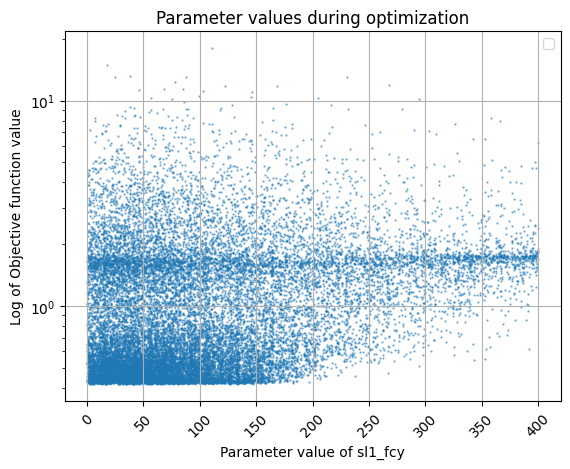 Parameter values during optimization
Log of Objective function value
10¹
10⁰
0 50 100 150 200 250 300 350 400
Parameter value of sl1_fcy